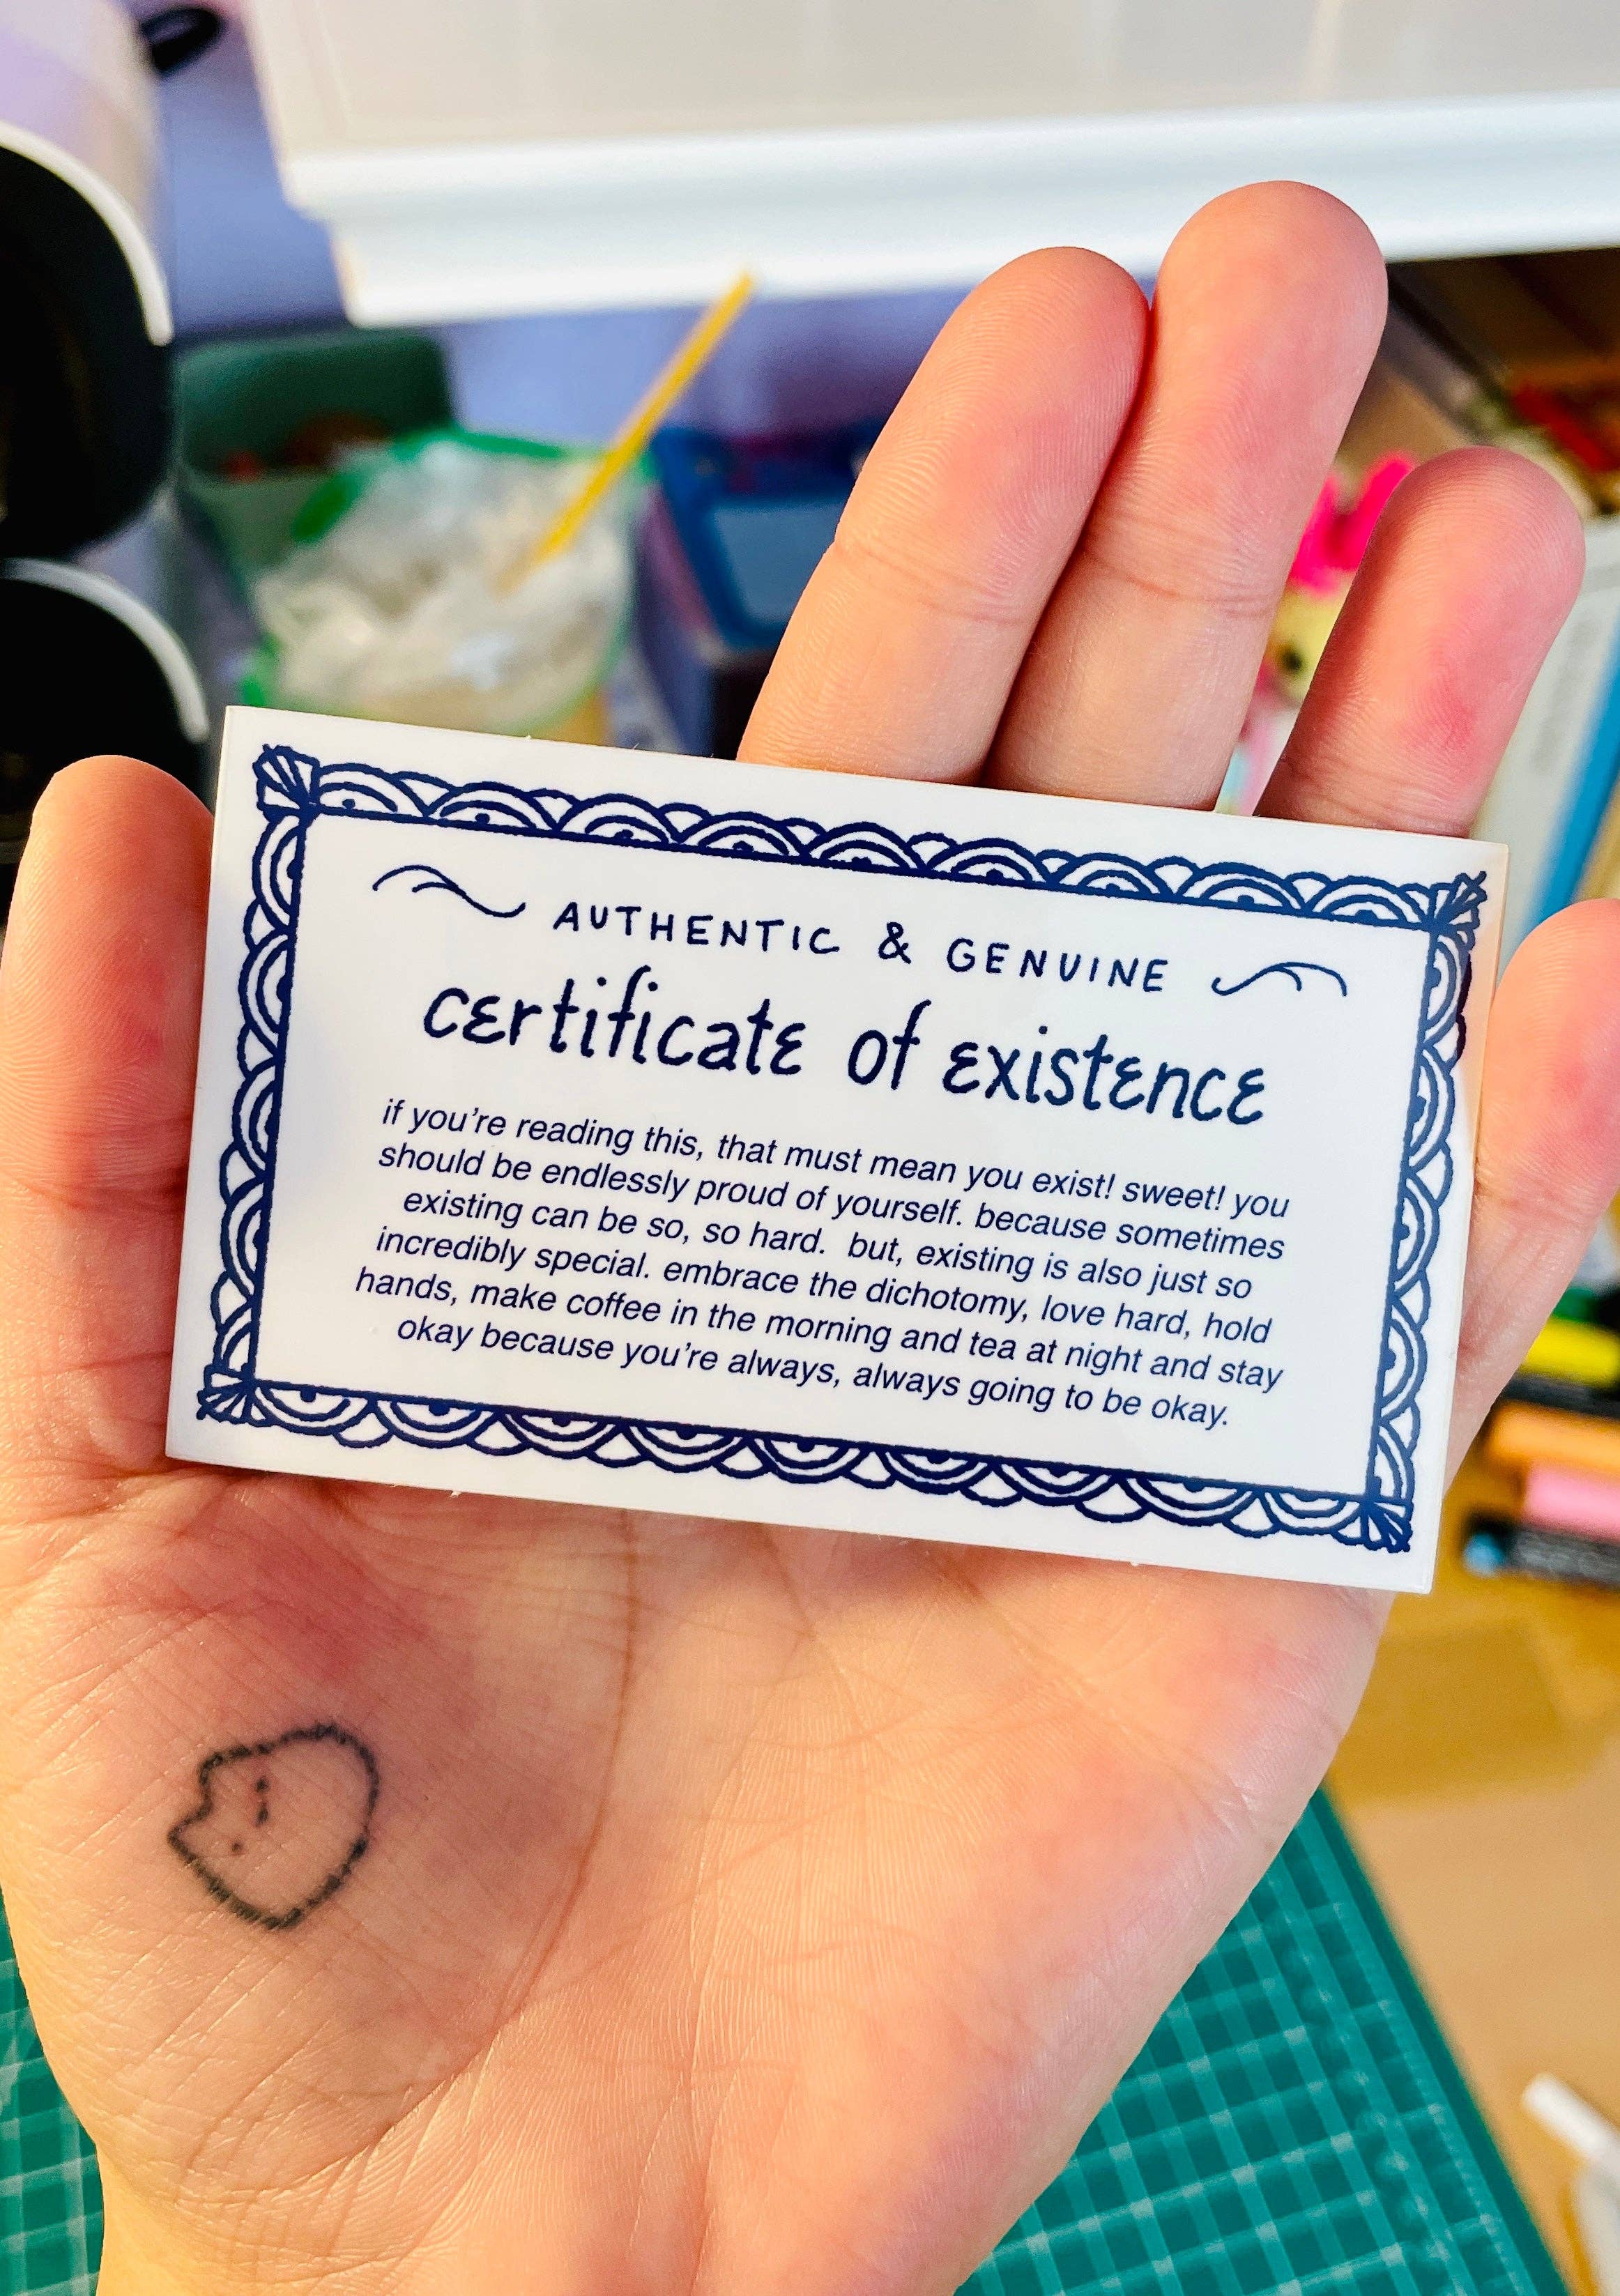 AUTHENTIC & GENUINE
certificate of existence
if you're reading this, that must mean you exist! sweet! you
should be endlessly proud of yourself. because sometimes
existing can be so, so hard.  but, existing is also just so
incredibly special. embrace the dichotomy, love hard, hold
hands, make coffee in the morning and tea at night and stay
okay because you're always, always going to be okay.